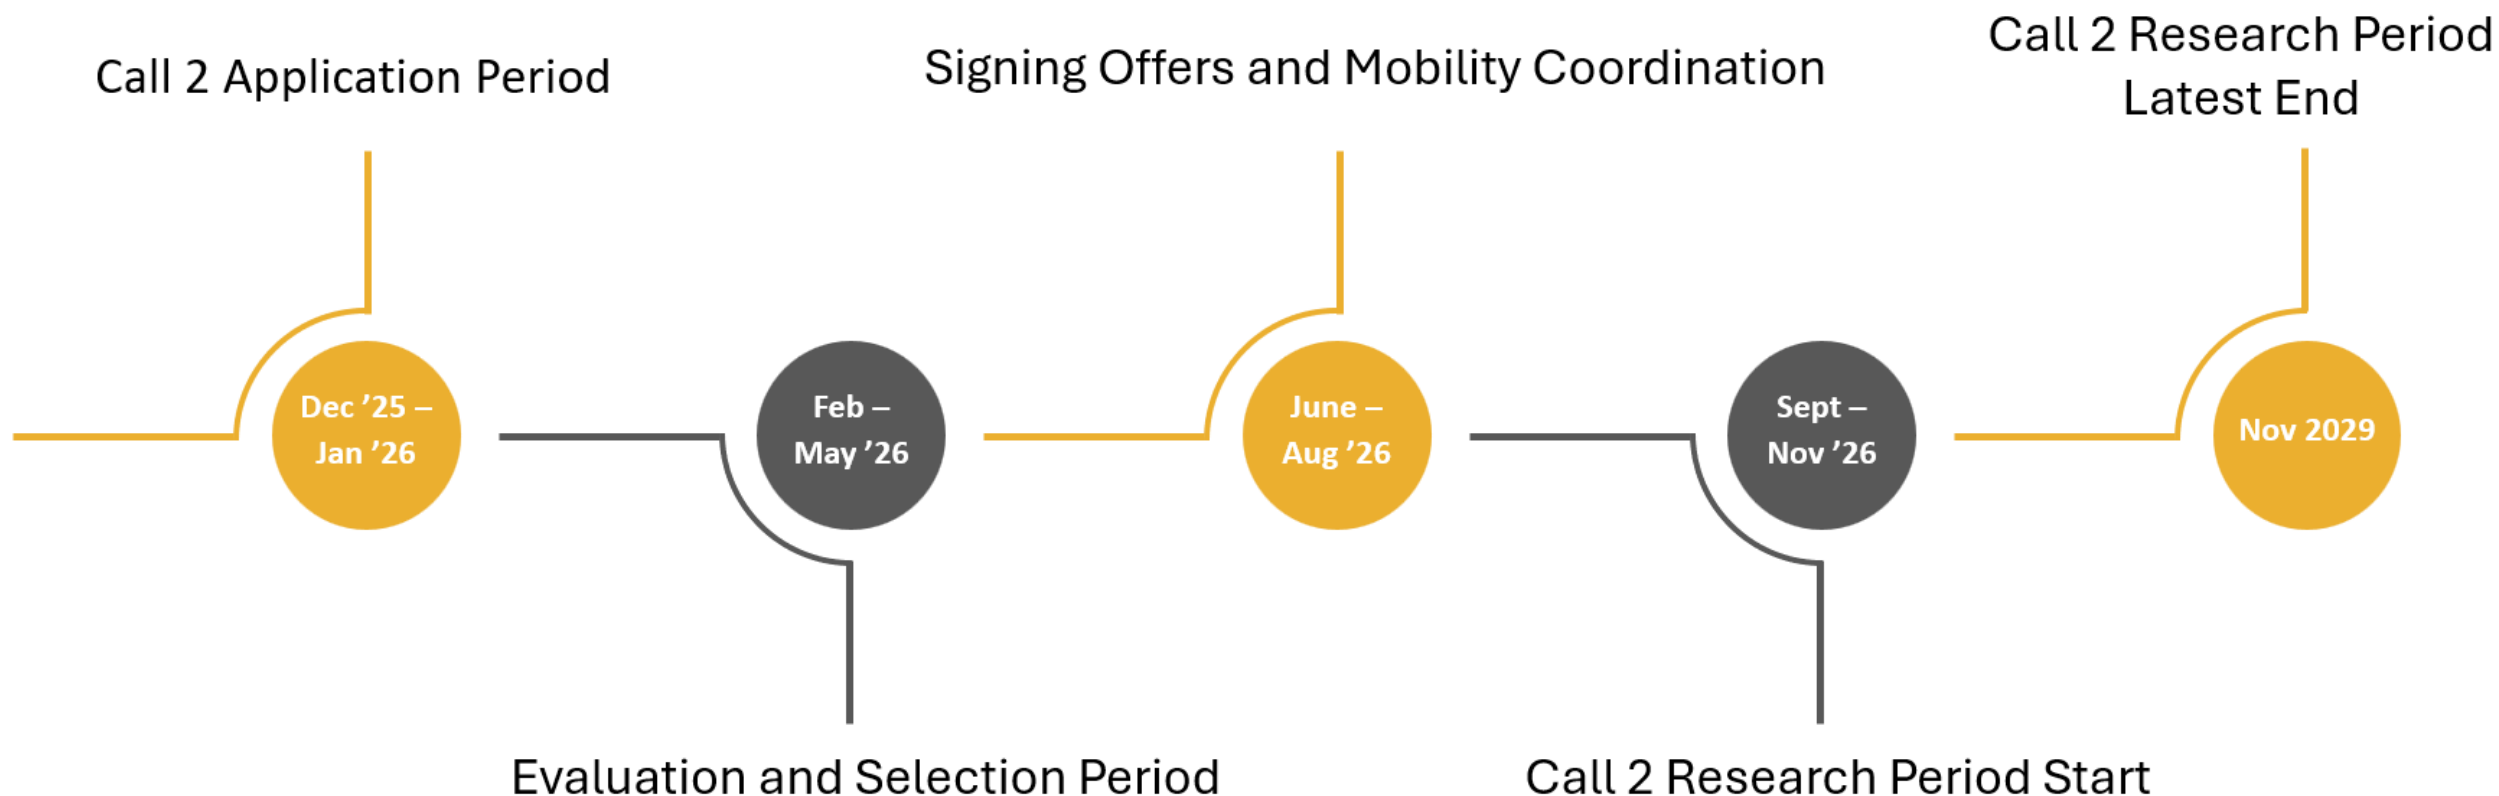 Call 2 Application Period
Dec ’25 –
Jan ’26
Feb –
May ’26
Evaluation and Selection Period
Signing Offers and Mobility Coordination
June –
Aug ’26
Sept –
Nov ’26
Call 2 Research Period Start
Call 2 Research Period
Latest End
Nov 2029